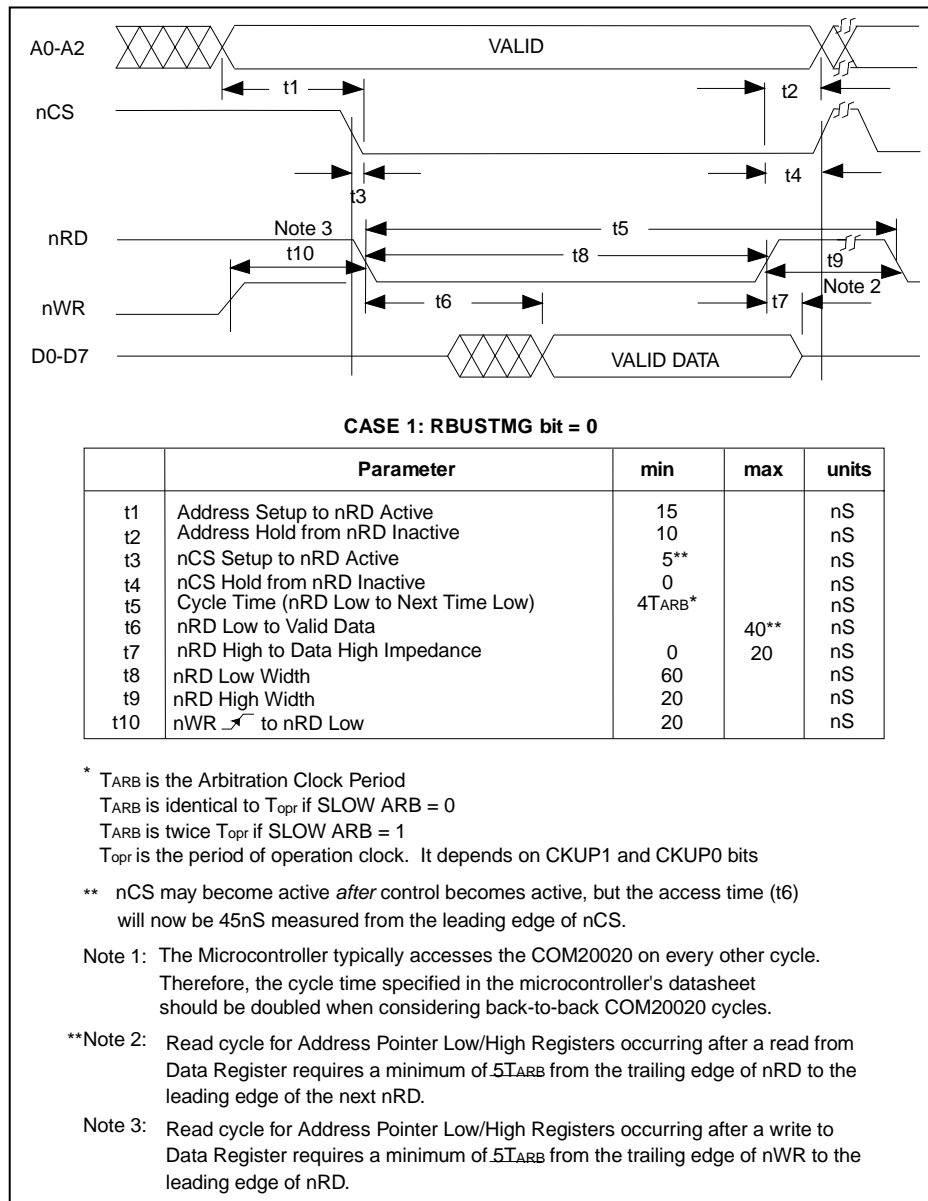 A0-A2
VALID
t1
t2
nCS
t3
t4
nRD
Note 3
t5
t10
t8
t9
Note 2
nWR
t6
t7
D0-D7
VALID DATA
CASE 1: RBUSTMG bit = 0
Parameter min max units
t1 Address Setup to nRD Active 15 nS
t2 Address Hold from nRD Inactive 10 nS
t3 nCS Setup to nRD Active 5** nS
t4 nCS Hold from nRD Inactive 0 nS
t5 Cycle Time (nRD Low to Next Time Low) 4TARB* nS
t6 nRD Low to Valid Data 40** nS
t7 nRD High to Data High Impedance 0 20 nS
t8 nRD Low Width 60 nS
t9 nRD High Width 20 nS
t10 nWR to nRD Low 20 nS
* TARB is the Arbitration Clock Period
TARB is identical to Topr if SLOW ARB = 0
TARB is twice Topr if SLOW ARB = 1
Topr is the period of operation clock. It depends on CKUP1 and CKUP0 bits
** nCS may become active after control becomes active, but the access time (t6)
will now be 45nS measured from the leading edge of nCS.
Note 1: The Microcontroller typically accesses the COM20020 on every other cycle.
Therefore, the cycle time specified in the microcontroller's datasheet
should be doubled when considering back-to-back COM20020 cycles.
**Note 2: Read cycle for Address Pointer Low/High Registers occurring after a read from
Data Register requires a minimum of 5TARB from the trailing edge of nRD to the
leading edge of the next nRD.
Note 3: Read cycle for Address Pointer Low/High Registers occurring after a write to
Data Register requires a minimum of 5TARB from the trailing edge of nWR to the
leading edge of nRD.